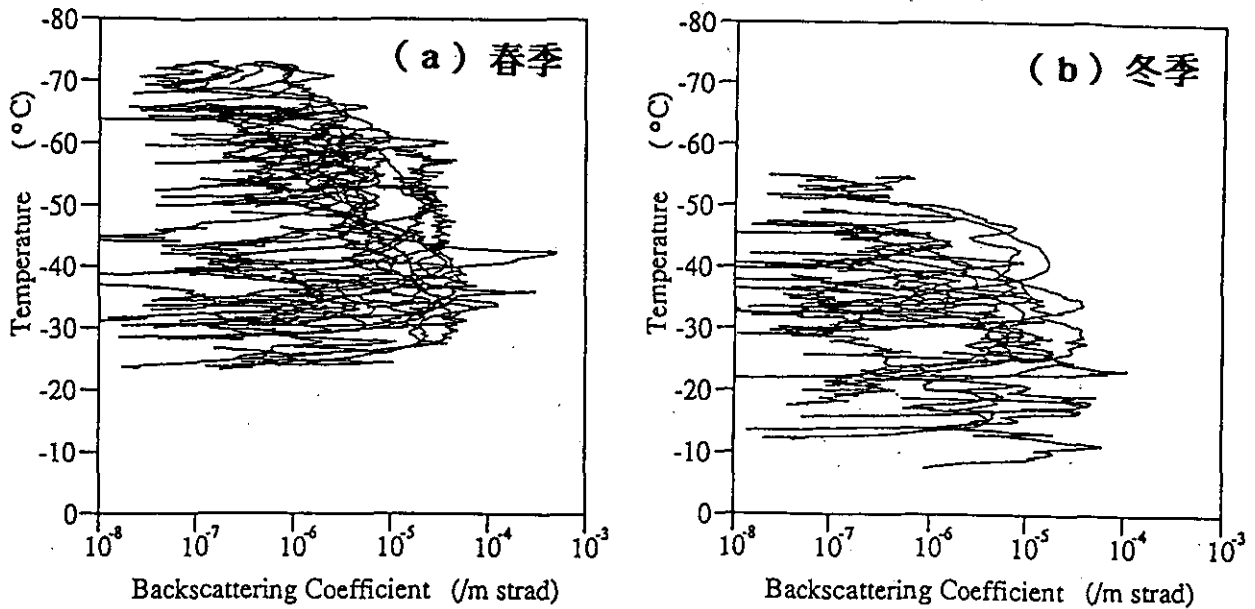 (a) 春季
-80
-70
-60
-50
-40
-30
-20
-10
0
Temperature (°C)
10⁻⁸ 10⁻⁷ 10⁻⁶ 10⁻⁵ 10⁻⁴ 10⁻³
Backscattering Coefficient (/m strad)
(b) 冬季
-80
-70
-60
-50
-40
-30
-20
-10
0
Temperature (°C)
10⁻⁸ 10⁻⁷ 10⁻⁶ 10⁻⁵ 10⁻⁴ 10⁻³
Backscattering Coefficient (/m strad)